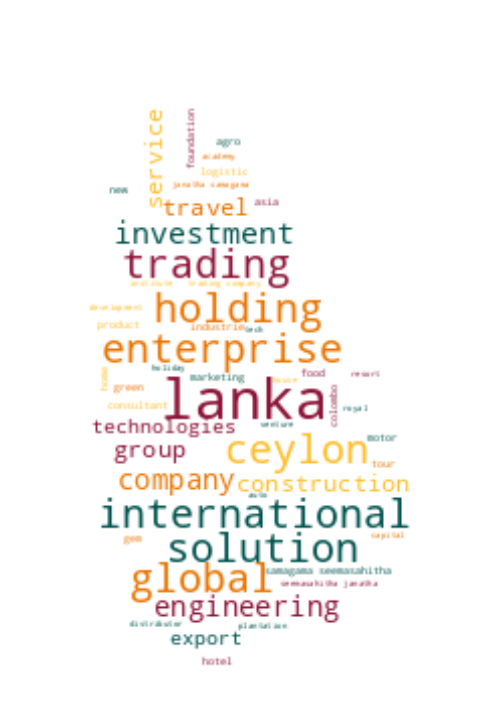 service
foundation
agro
academy
logistic
janatha samagama
new
travel
asia
investment
trading
institute
trading company
development
holding
product
industrie
tech
enterprise
holiday
home
marketing
food
house
resort
green
lanka
colombo
consultant
royal
technologies
venture
motor
group
ceylon
tour
company
construction
auto
international
gem
capital
solution
samagama seemasahitha
global
seemasahitha janatha
engineering
distributor
plantation
export
hotel